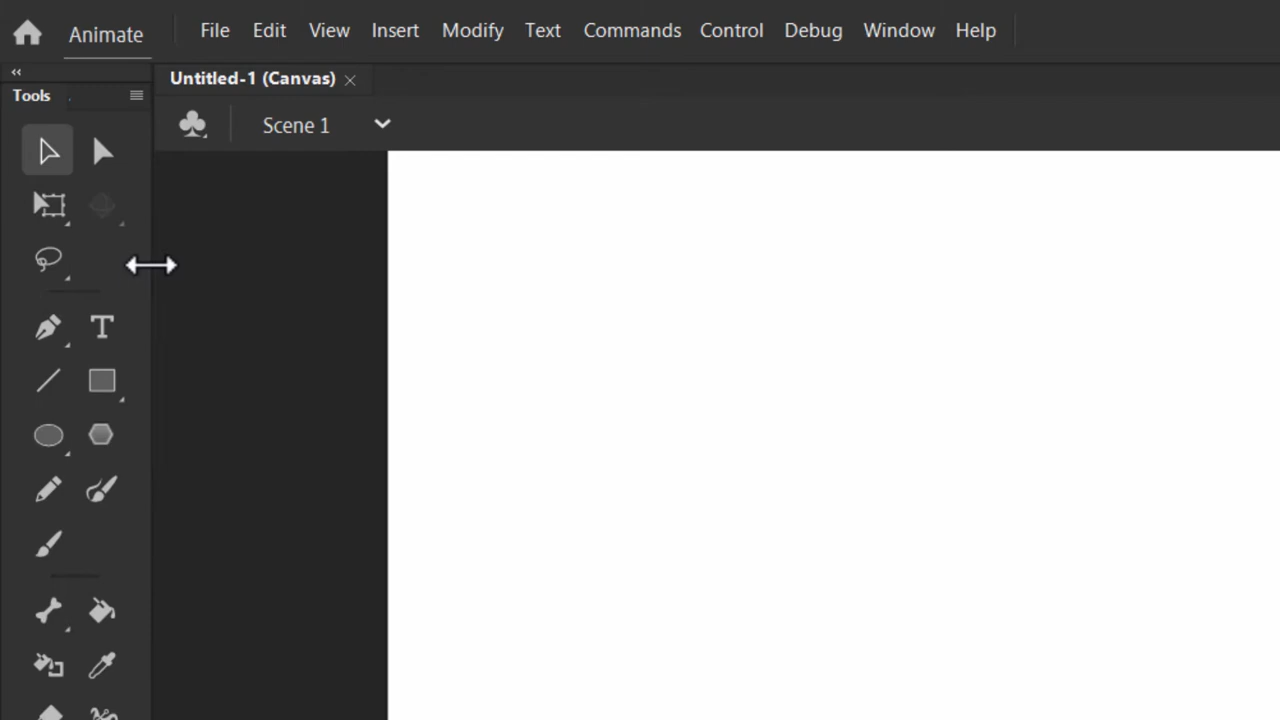 Animate File Edit View Insert Modify Text Commands Control Debug Window Help
Untitled-1 (Canvas)
Tools
Scene 1